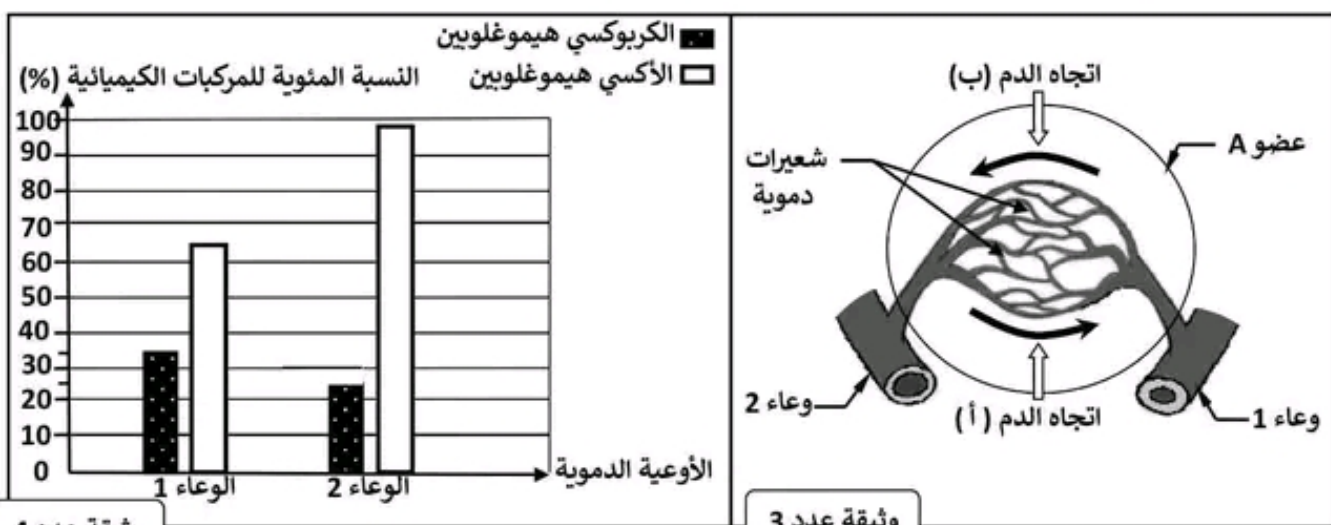 اتجاه الدم (ب)
عضو A
شعيرات
دموية
وعاء 1
وعاء 2
اتجاه الدم (أ)
وثيقة عدد 3
الكربوكسي هيموغلوبين
الأكسي هيموغلوبين
النسبة المئوية للمركبات الكيميائية (%)
100
90
80
70
60
50
40
30
20
10
0
الوعاء 1
الوعاء 2
الأوعية الدموية